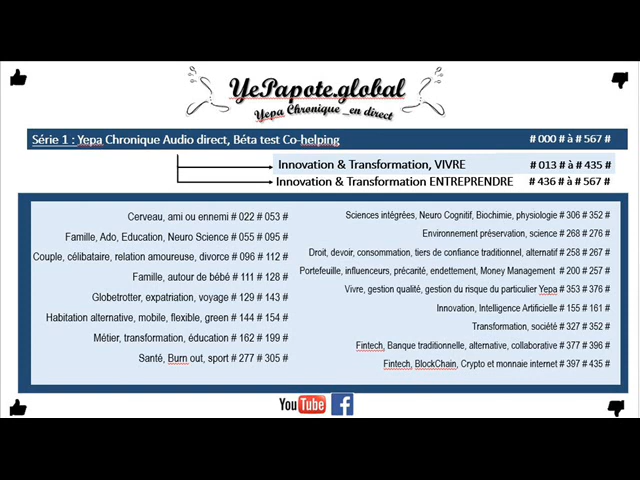 YePapote.global
Yepa Chronique _en direct
Série 1 : Yepa Chronique Audio direct, Béta test Co-helping # 000 # à # 567 #
Innovation & Transformation, VIVRE # 013 # à # 435 #
Innovation & Transformation ENTREPRENDRE # 436 # à # 567 #
Cerveau, ami ou ennemi # 022 # 053 #
Famille, Ado, Education, Neuro Science # 055 # 095 #
Couple, célibataire, relation amoureuse, divorce # 096 # 112 #
Famille, autour de bébé # 111 # 128 #
Globetrotter, expatriation, voyage # 129 # 143 #
Habitation alternative, mobile, flexible, green # 144 # 154 #
Métier, transformation, éducation # 162 # 199 #
Santé, Burn out, sport # 277 # 305 #
Sciences intégrées, Neuro Cognitif, Biochimie, physiologie # 306 # 352 #
Environnement préservation, science # 268 # 276 #
Droit, devoir, consommation, tiers de confiance traditionnel, alternatif # 258 # 267 #
Portefeuille, influenceurs, précarité, endettement, Money Management # 200 # 257 #
Vivre, gestion qualité, gestion du risque du particulier Yepa # 353 # 376 #
Innovation, Intelligence Artificielle # 155 # 161 #
Transformation, société # 327 # 352 #
Fintech, Banque traditionnelle, alternative, collaborative # 377 # 396 #
Fintech, BlockChain, Crypto et monnaie internet # 397 # 435 #
YouTube f